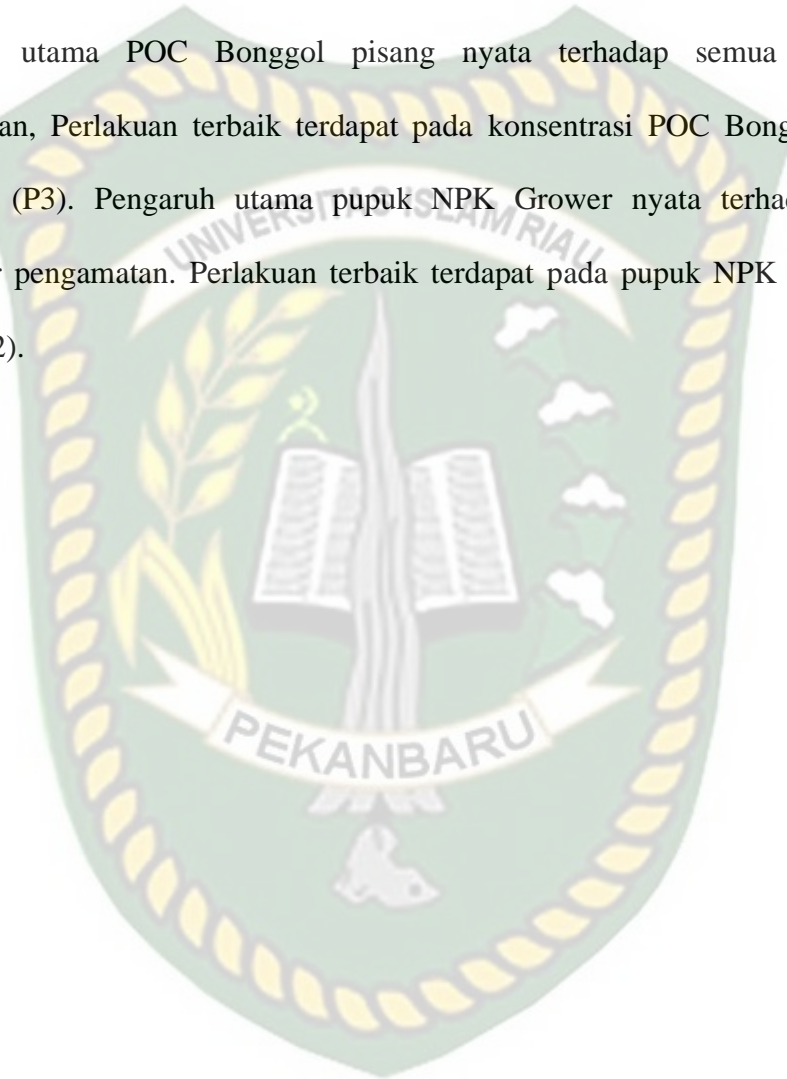 utama POC Bonggol pisang nyata terhadap semua
an, Perlakuan terbaik terdapat pada konsentrasi POC Bong
(P3). Pengaruh utama pupuk NPK Grower nyata terha
pengamatan. Perlakuan terbaik terdapat pada pupuk NPK
2).
UNIVERSITAS ISLAM RIAU
PEKANBARU